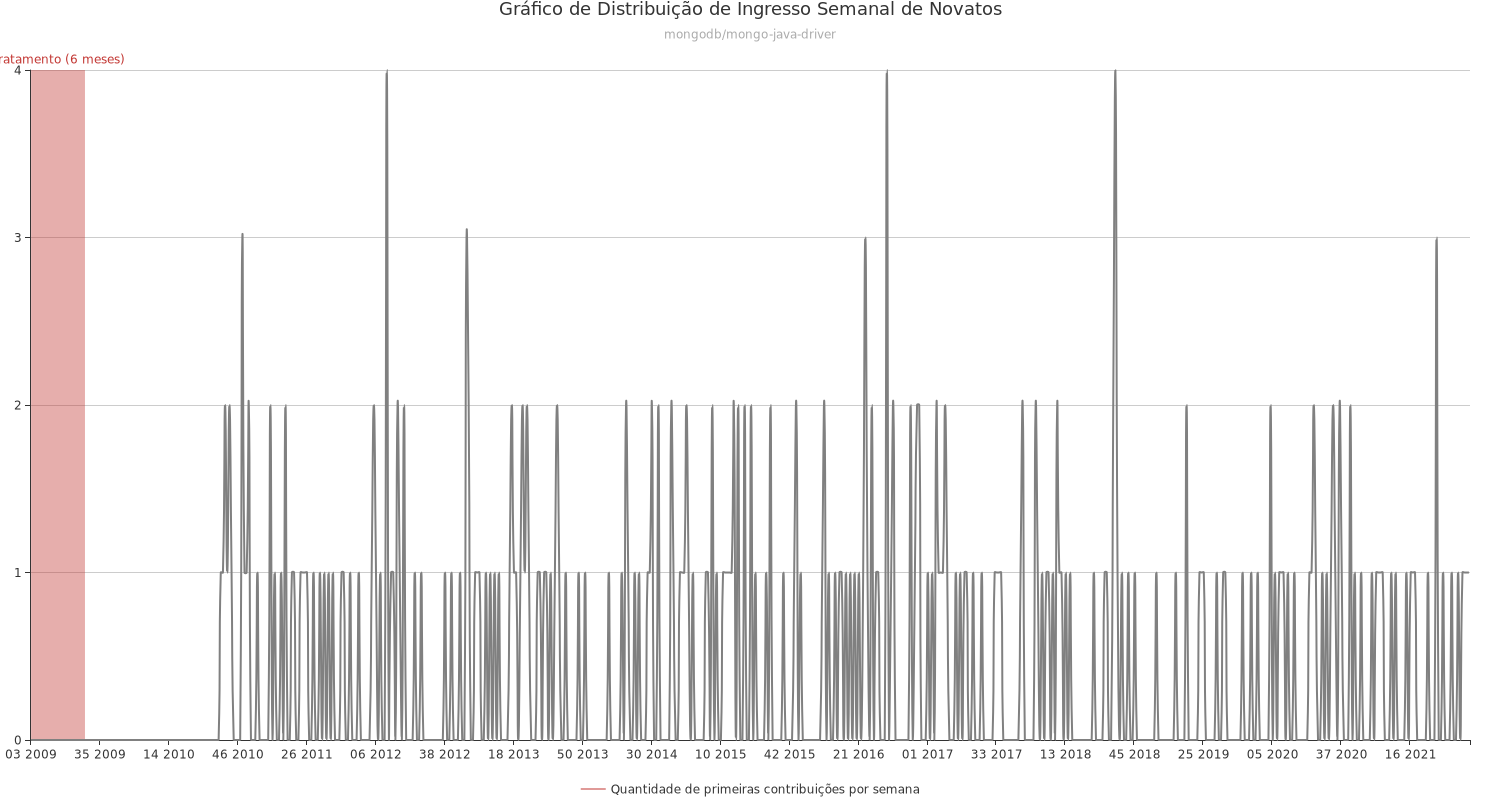 Gráfico de Distribuição de Ingresso Semanal de Novatos
mongodb/mongo-java-driver
ratamento (6 meses)
4
3
2
1
0
03 2009 35 2009 14 2010 46 2010 26 2011 06 2012 38 2012 18 2013 50 2013 30 2014 10 2015 42 2015 21 2016 01 2017 33 2017 13 2018 45 2018 25 2019 05 2020 37 2020 16 2021
Quantidade de primeiras contribuições por semana